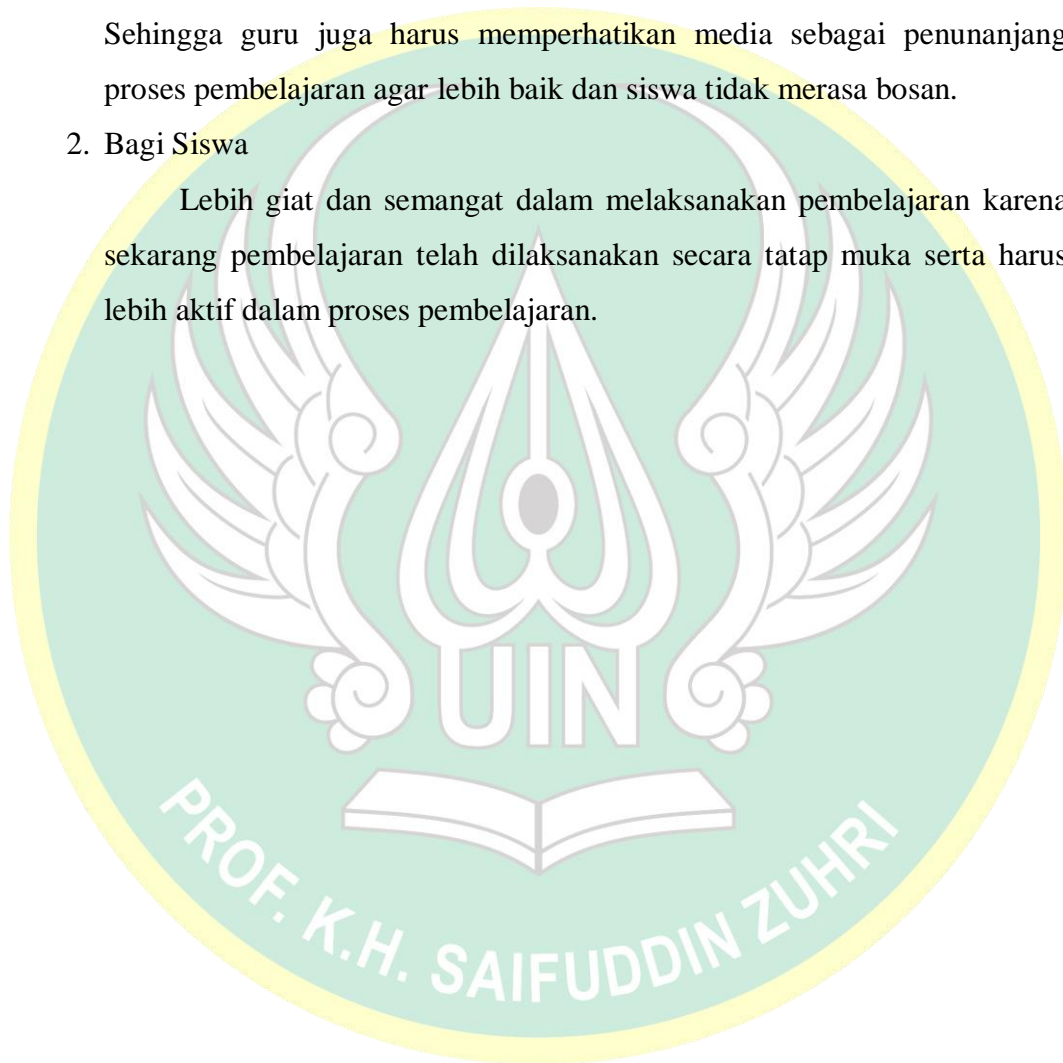 Sehingga guru juga harus memperhatikan media sebagai penunanjang
proses pembelajaran agar lebih baik dan siswa tidak merasa bosan.
2. Bagi Siswa
Lebih giat dan semangat dalam melaksanakan pembelajaran karena
sekarang pembelajaran telah dilaksanakan secara tatap muka serta harus
lebih aktif dalam proses pembelajaran.
UIN
PROF. K.H. SAIFUDDIN ZUHRI